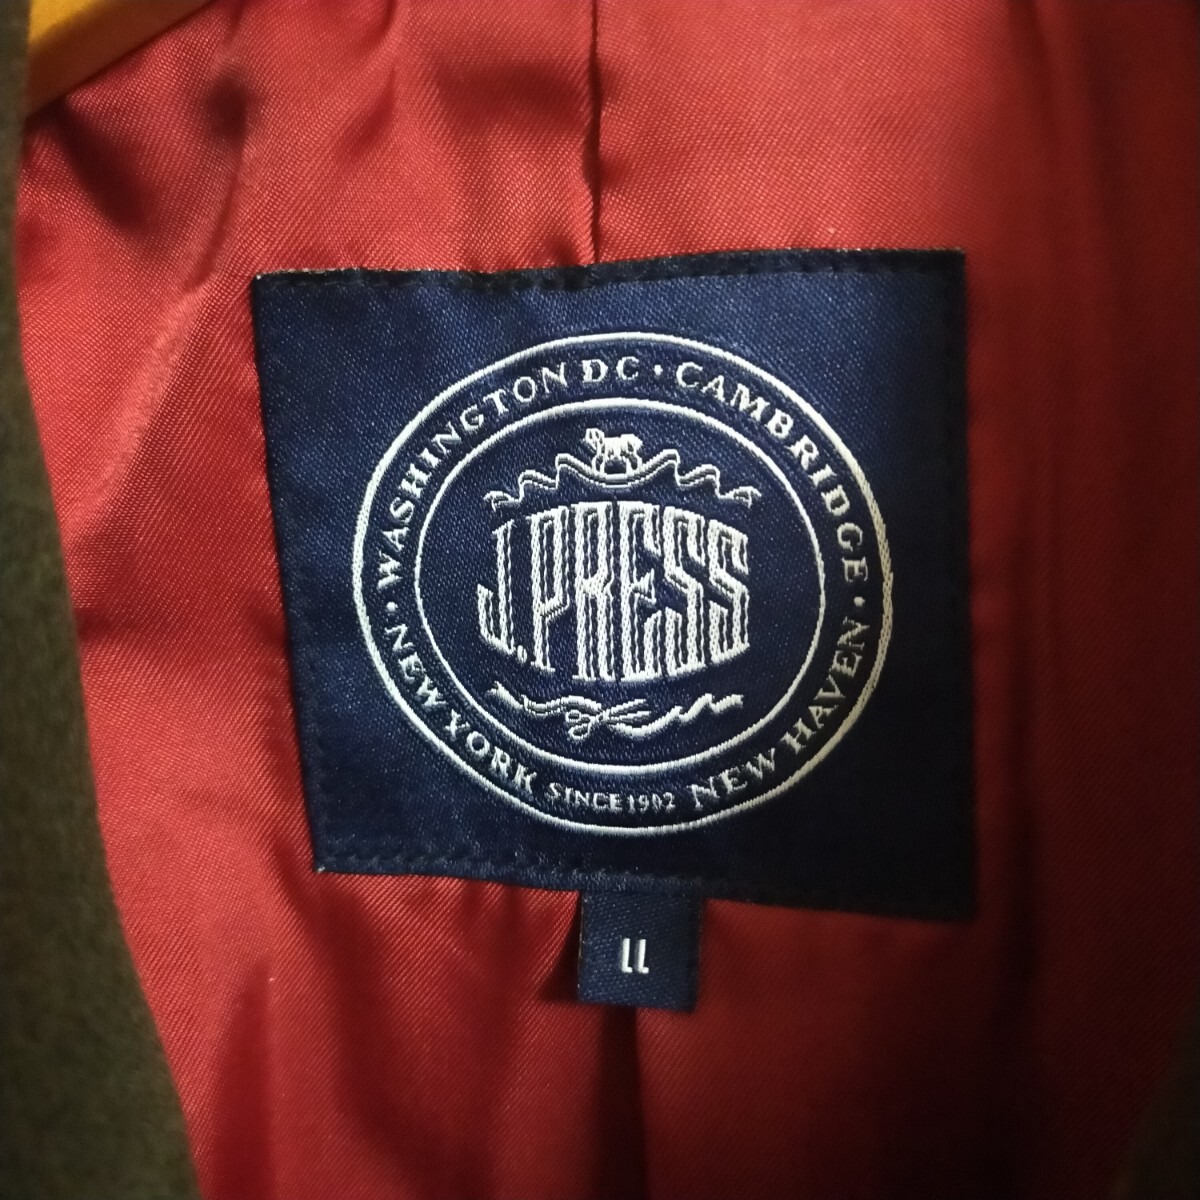 · WASHINGTON DC · CAMBRIDGE ·
J.PRESS
· NEW YORK SINCE 1902 NEW HAVEN ·
LL